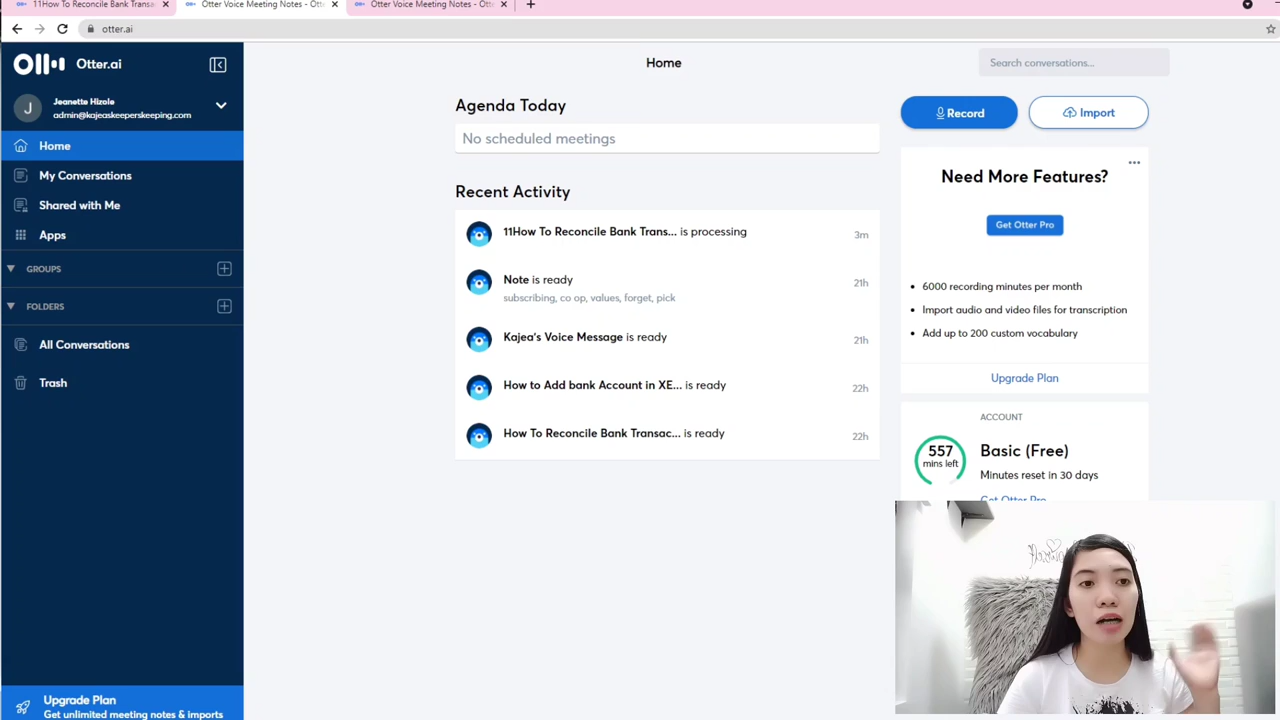 11How To Reconcile Bank Transa
Otter Voice Meeting Notes - Ott
Otter Voice Meeting Notes - Ott
otter.ai
Otter.ai
J
Jeanette Hizole
admin@kajeaskeeperskeeping.com
Home
My Conversations
Shared with Me
Apps
GROUPS
FOLDERS
All Conversations
Trash
Upgrade Plan
Get unlimited meeting notes & imports
Home
Search conversations...
Agenda Today
No scheduled meetings
Recent Activity
11How To Reconcile Bank Trans... is processing
3m
Note is ready
21h
subscribing, co op, values, forget, pick
Kajea's Voice Message is ready
21h
How to Add bank Account in XE... is ready
22h
How To Reconcile Bank Transac... is ready
22h
Record
Import
Need More Features?
Get Otter Pro
• 6000 recording minutes per month
• Import audio and video files for transcription
• Add up to 200 custom vocabulary
Upgrade Plan
ACCOUNT
557
mins left
Basic (Free)
Minutes reset in 30 days
Get Otter Pro